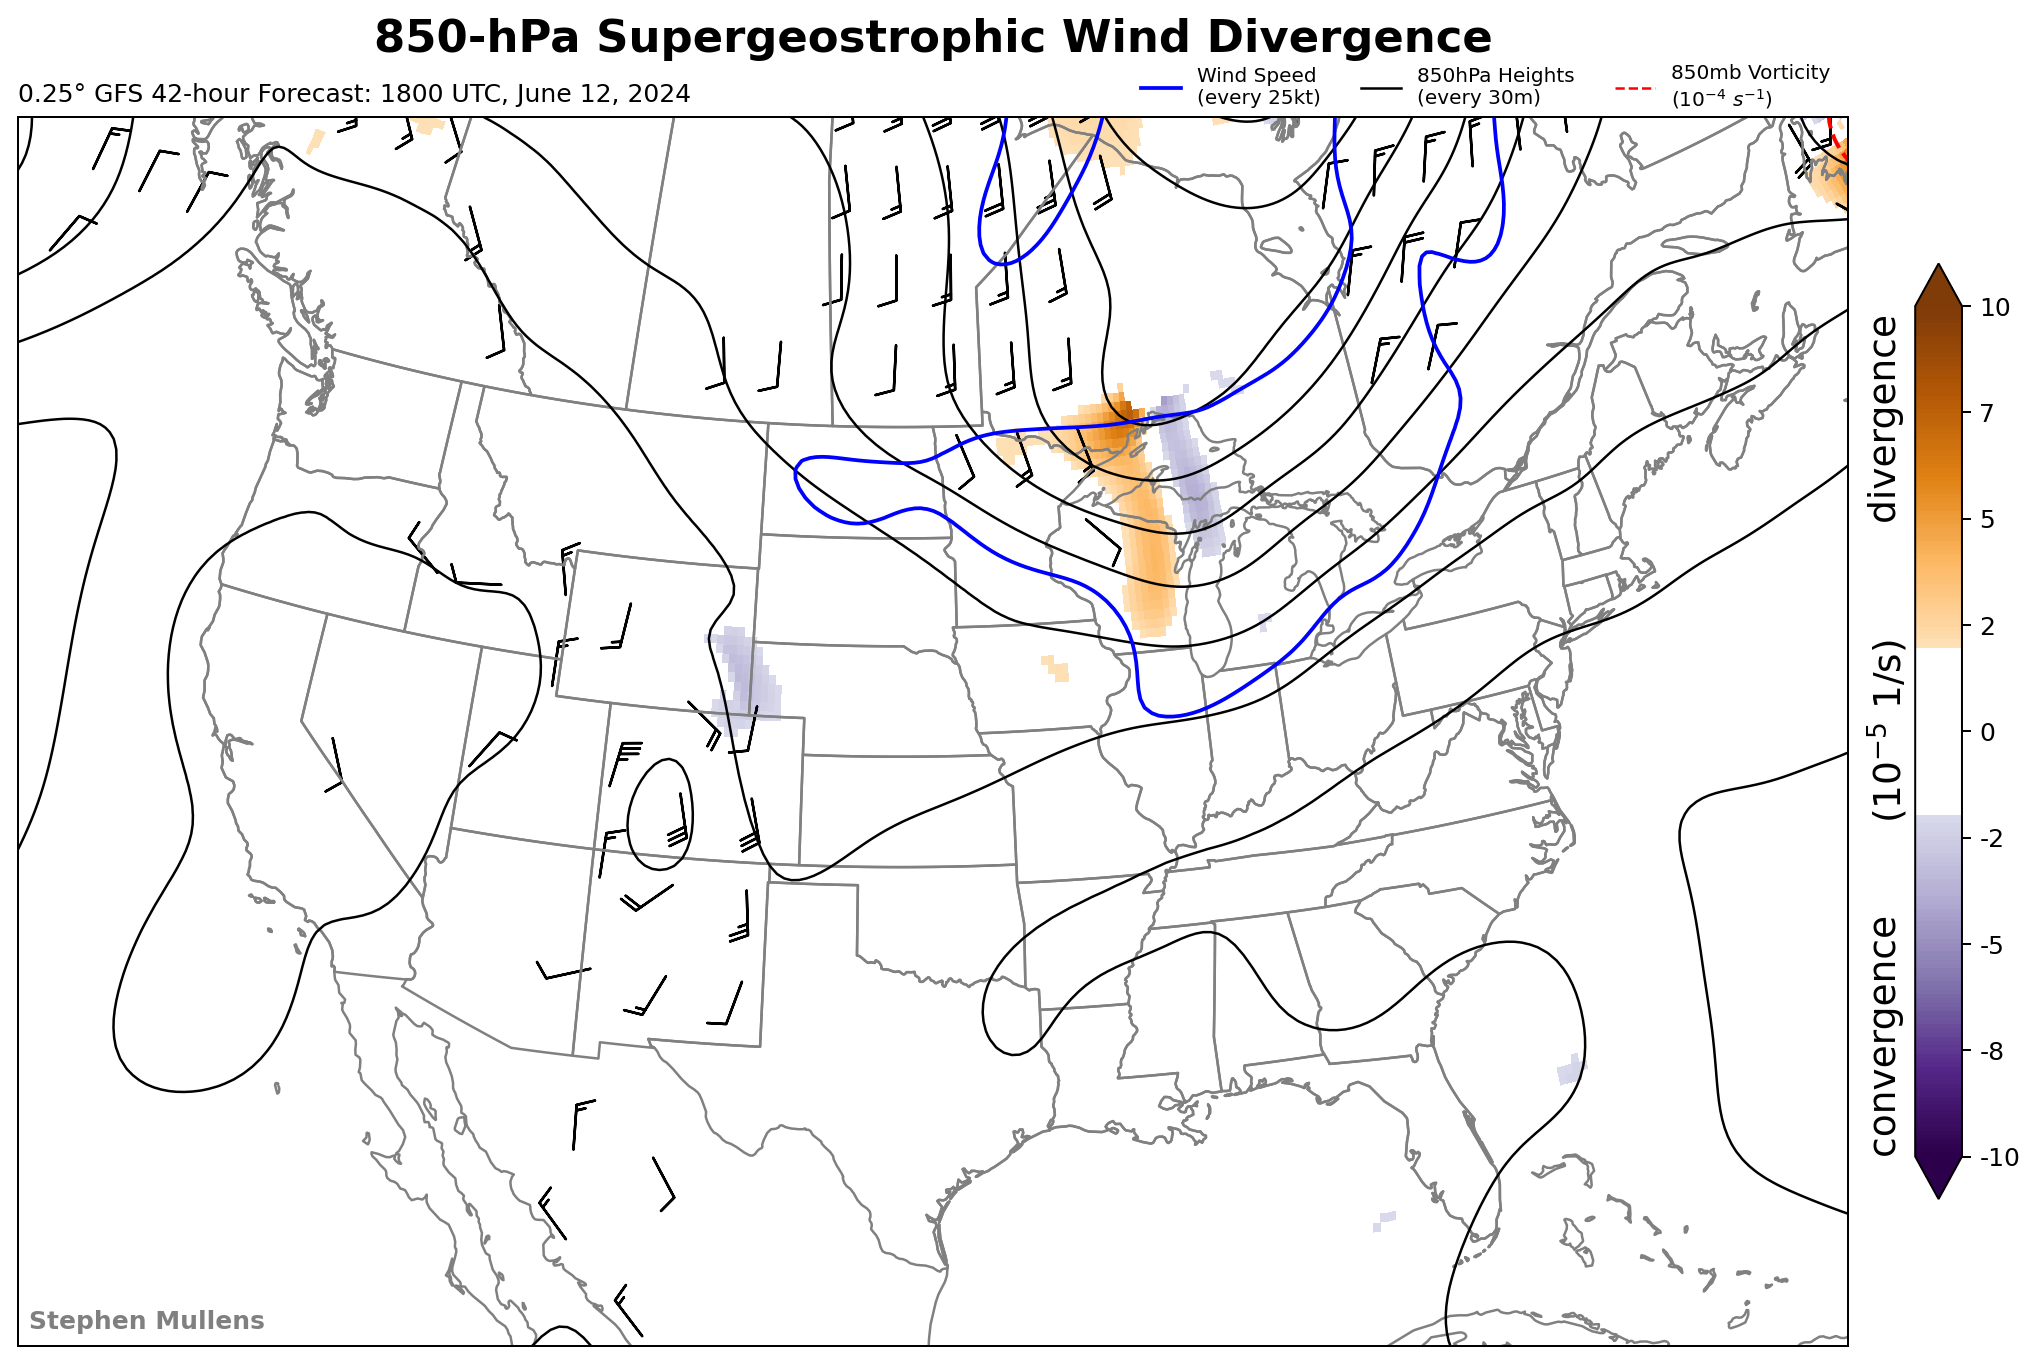 850-hPa Supergeostrophic Wind Divergence
0.25° GFS 42-hour Forecast: 1800 UTC, June 12, 2024
Wind Speed
(every 25kt)
850hPa Heights
(every 30m)
850mb Vorticity
(10⁻⁴ s⁻¹)
10
7
5
2
0
-2
-5
-8
-10
convergence (10⁻⁵ 1/s) divergence
Stephen Mullens